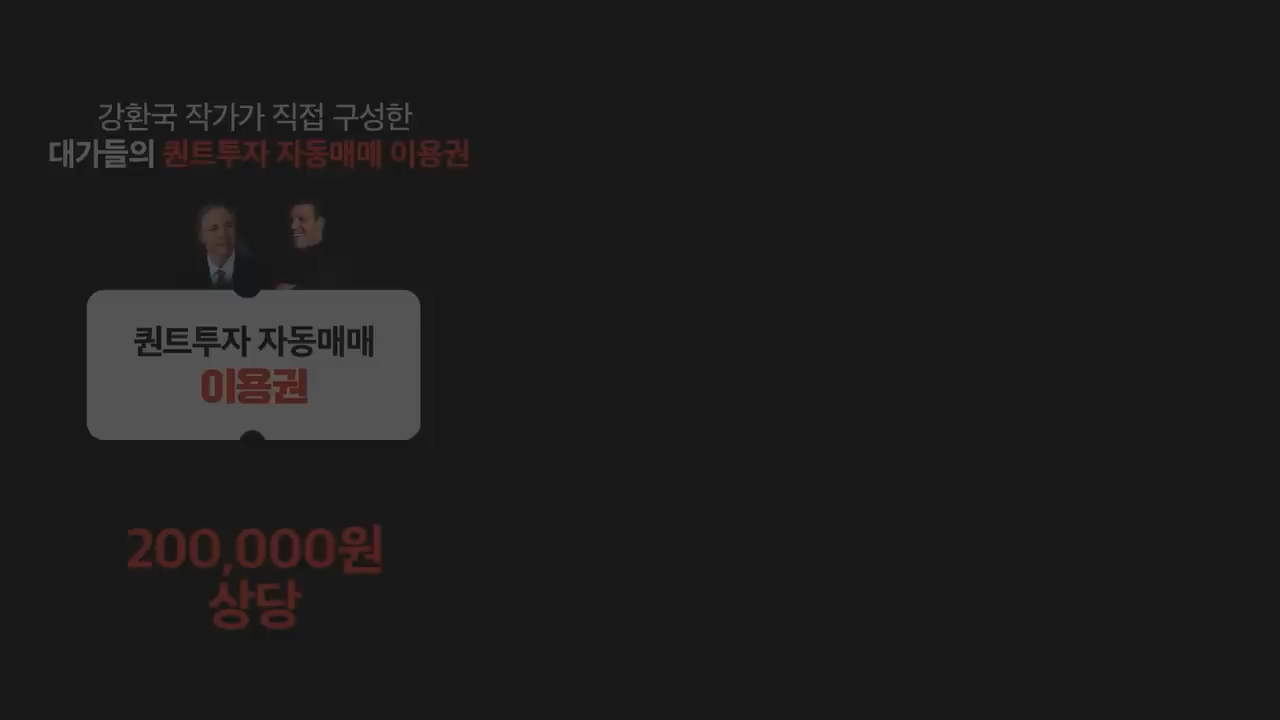 강환국 작가가 직접 구성한
대가들의 퀀트투자 자동매매 이용권
퀀트투자 자동매매
이용권
200,000원
상당